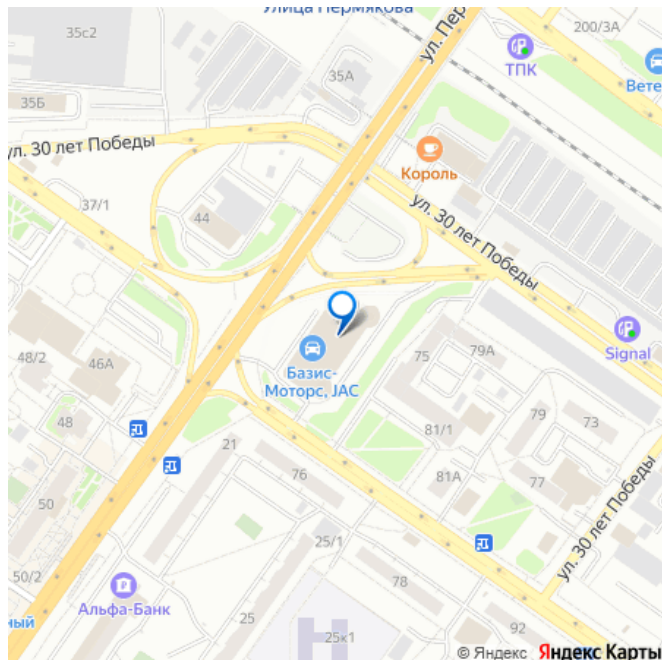 Улица Пермякова
35с2
200/3А
ул. Пер
ТПК
Вете
35А
35Б
ул. 30 лет Победы
Король
37/1
44
ул. 30 лет Победы
48/2
46А
Базис-
Моторс, JAC
75
79А
Signal
48
21
81/1
79
73
76
81А
77
50
25/1
ул. 30 лет Победы
50/2
Альфа-Банк
78
ный
25
25к1
92
© Яндекс Яндекс Карты